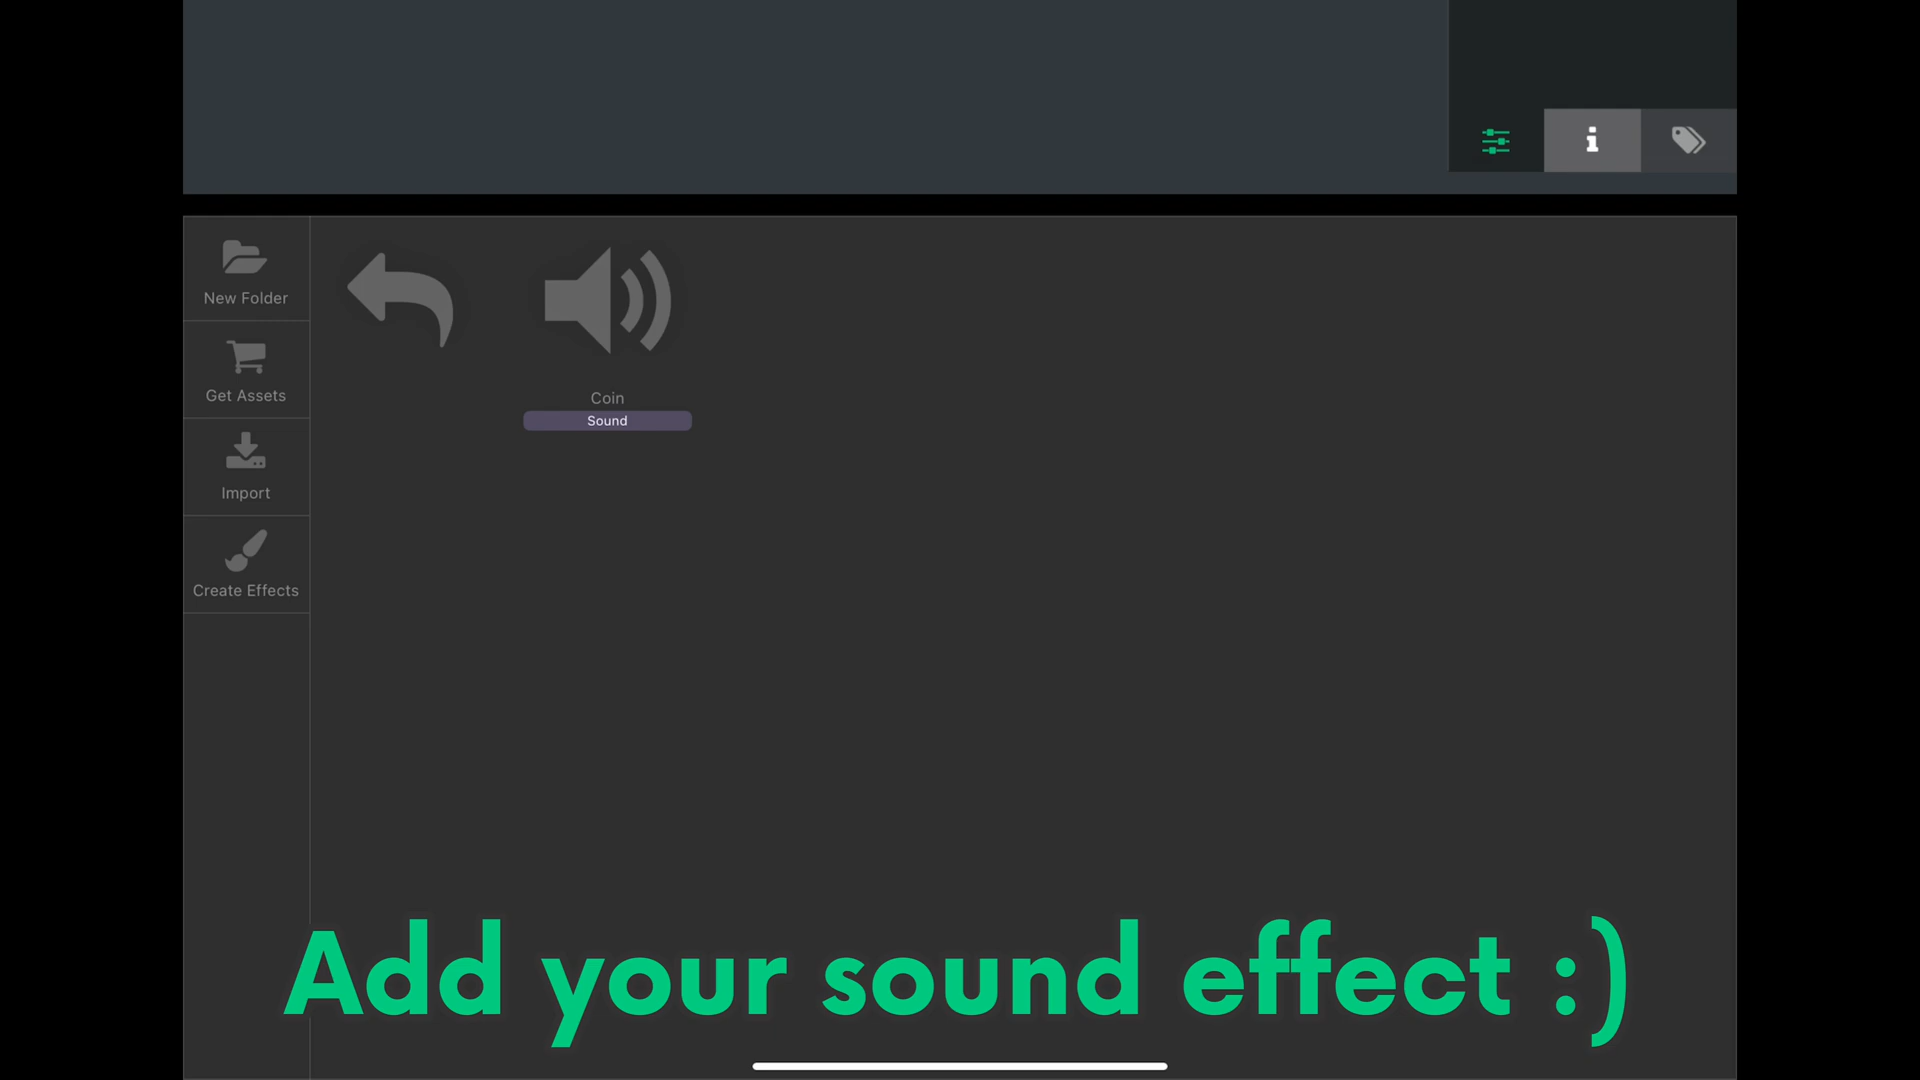 New Folder
Get Assets
Import
Create Effects
Coin
Sound
Add your sound effect :)